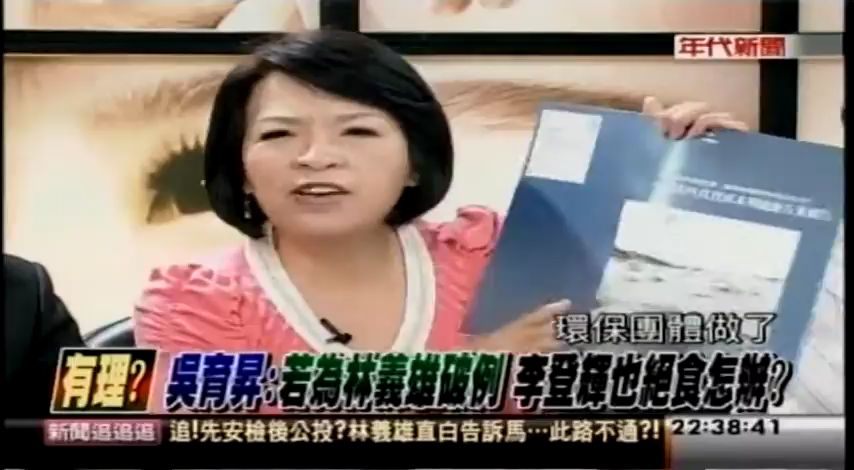 年代新聞
環保團體做了
有理?
吳育昇:若為林義雄破例 李登輝也絕食怎辦?
新聞追追追 追!先安檢後公投?林義雄直白告訴馬…此路不通?! 22:38:41